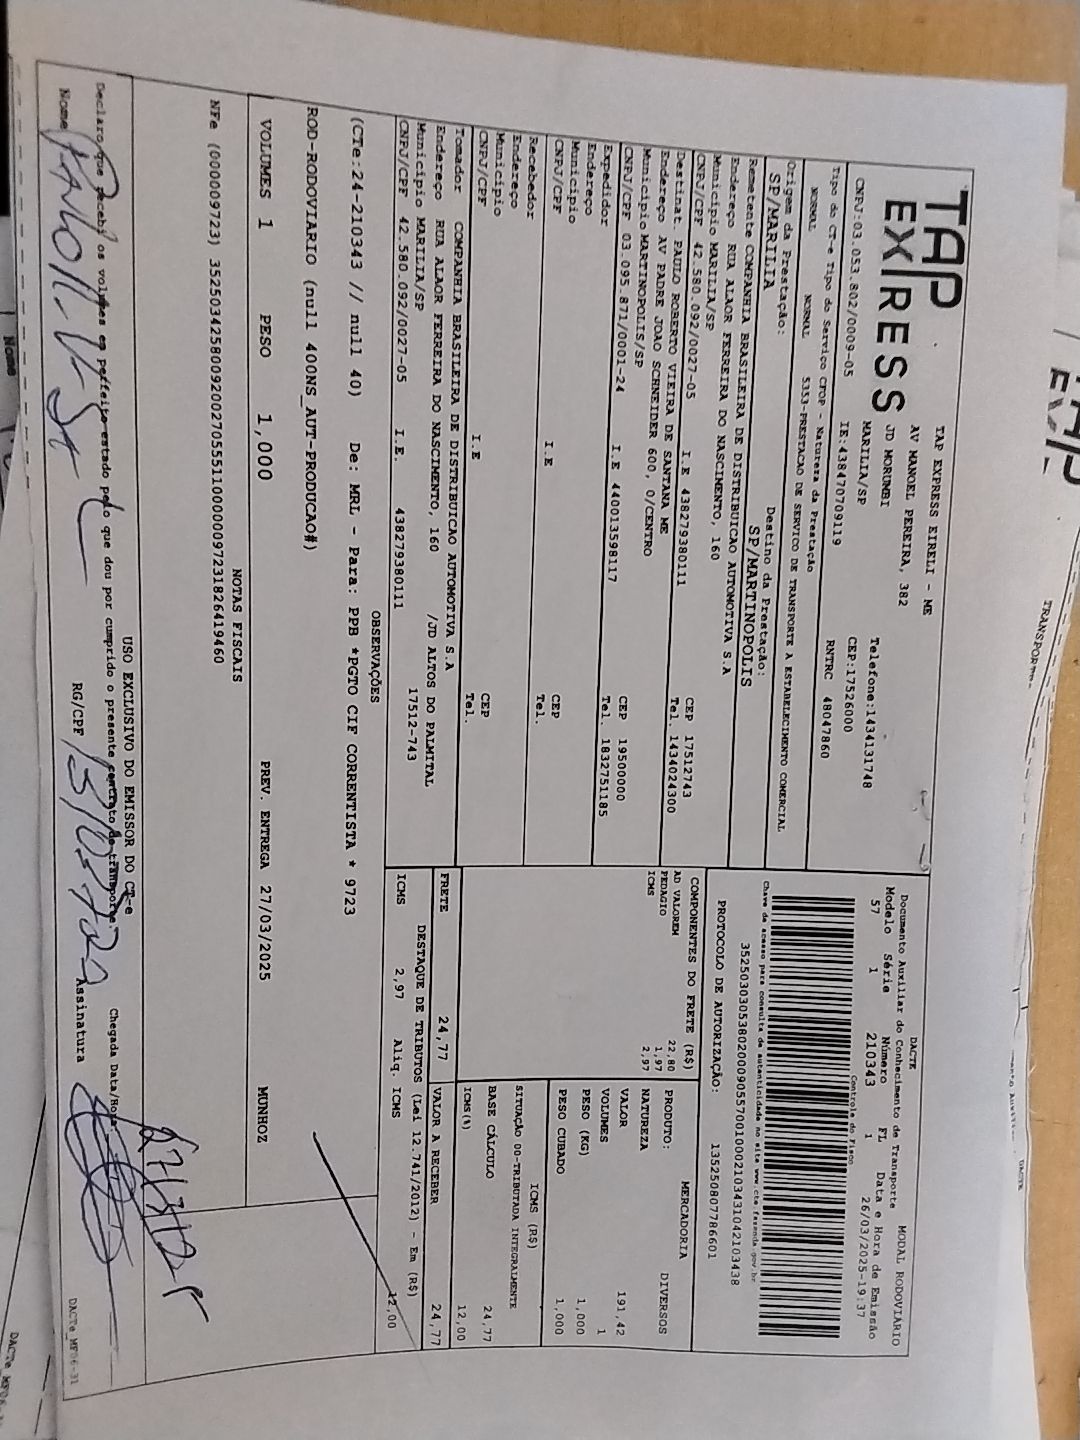 TAP EXPRESS
TAP EXPRESS EIRELI - ME
AV MANOEL PEREIRA, 382
JD MORUMBI
MARILIA/SP
Telefone:1434131748
CEP:17526000
CNPJ:03.053.802/0009-05 IE:438470709119 RNTRC 48047860
DACTE
Documento Auxiliar do Conhecimento de Transporte
MODAL RODOVIÁRIO
Modelo Série Número FL Data e Hora de Emissão
57 1 210343 1 26/03/2025-19:37
Controle do Fisco
Chave de acesso para consulta de autenticidade no site www.cte.fazenda.gov.br
35250303053802000905570010002103431042103438
PROTOCOLO DE AUTORIZAÇÃO: 135250807786601
Tipo do CT-e Tipo do Serviço CFOP - Natureza da Prestação
NORMAL NORMAL 5353-PRESTACAO DE SERVICO DE TRANSPORTE A ESTABELECIMENTO COMERCIAL
Origem da Prestação: Destino da Prestação:
SP/MARILIA SP/MARTINOPOLIS
Remetente COMPANHIA BRASILEIRA DE DISTRIBUICAO AUTOMOTIVA S.A
Endereço RUA ALAOR FERREIRA DO NASCIMENTO, 160
Município MARILIA/SP CEP 17512743
CNPJ/CPF 42.580.092/0027-05 I.E 438279380111 Tel. 1434024300
Destinat. PAULO ROBERTO VIEIRA DE SANTANA ME
Endereço AV PADRE JOAO SCHNEIDER 600, 0/CENTRO
Município MARTINOPOLIS/SP CEP 19500000
CNPJ/CPF 03.095.871/0001-24 I.E 440013598117 Tel. 1832751185
Expedidor
Endereço
Município CEP
CNPJ/CPF I.E Tel.
Recebedor
Endereço
Município CEP
CNPJ/CPF I.E Tel.
Tomador COMPANHIA BRASILEIRA DE DISTRIBUICAO AUTOMOTIVA S.A
Endereço RUA ALAOR FERREIRA DO NASCIMENTO, 160 /JD ALTOS DO PALMITAL
Município MARILIA/SP 17512-743
CNPJ/CPF 42.580.092/0027-05 I.E. 438279380111
COMPONENTES DO FRETE (R$)
AD VALOREM 22,80
PEDAGIO 1,97
ICMS 2,97
PRODUTO: MERCADORIA
NATUREZA DIVERSOS
VALOR 191,42
VOLUMES 1
PESO (KG) 1,000
PESO CUBADO 1,000
ICMS (R$)
SITUAÇÃO 00-TRIBUTADA INTEGRALMENTE
BASE CÁLCULO 24,77
ICMS(%) 12,00
FRETE 24,77 VALOR A RECEBER 24,77
DESTAQUE DE TRIBUTOS (Lei 12.741/2012) - Em (R$)
ICMS 2,97 Aliq. ICMS 12,00
OBSERVAÇÕES
(CTe:24-210343 // null 40) De: MRL - Para: PPB *PGTO CIF CORRENTISTA * 9723
ROD-RODOVIARIO (null 400NS_AUT-PRODUCAO#)
VOLUMES 1 PESO 1,000 PREV. ENTREGA 27/03/2025 MUNHOZ
NOTAS FISCAIS
NFe (000009723) 35250342580092002705551100000097231826419460
USO EXCLUSIVO DO EMISSOR DO CT-e
Declaro que recebi os volumes em perfeito estado pelo que dou por cumprido o presente contrato de transporte.
Chegada Data/Hora
Nome RG/CPF Assinatura
DACTe_MF06-31